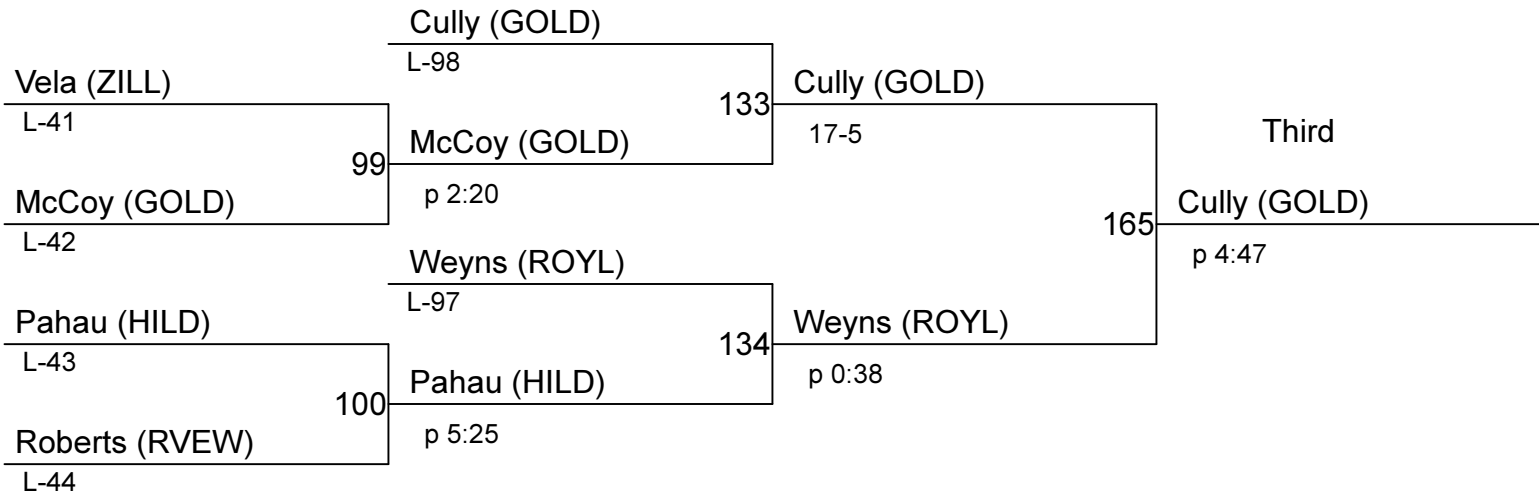 Cully (GOLD)
L-98
Vela (ZILL)
L-41
133
Cully (GOLD)
17-5
Third
99
McCoy (GOLD)
p 2:20
McCoy (GOLD)
L-42
165
Cully (GOLD)
p 4:47
Weyns (ROYL)
L-97
Pahau (HILD)
L-43
134
Weyns (ROYL)
p 0:38
100
Pahau (HILD)
p 5:25
Roberts (RVEW)
L-44